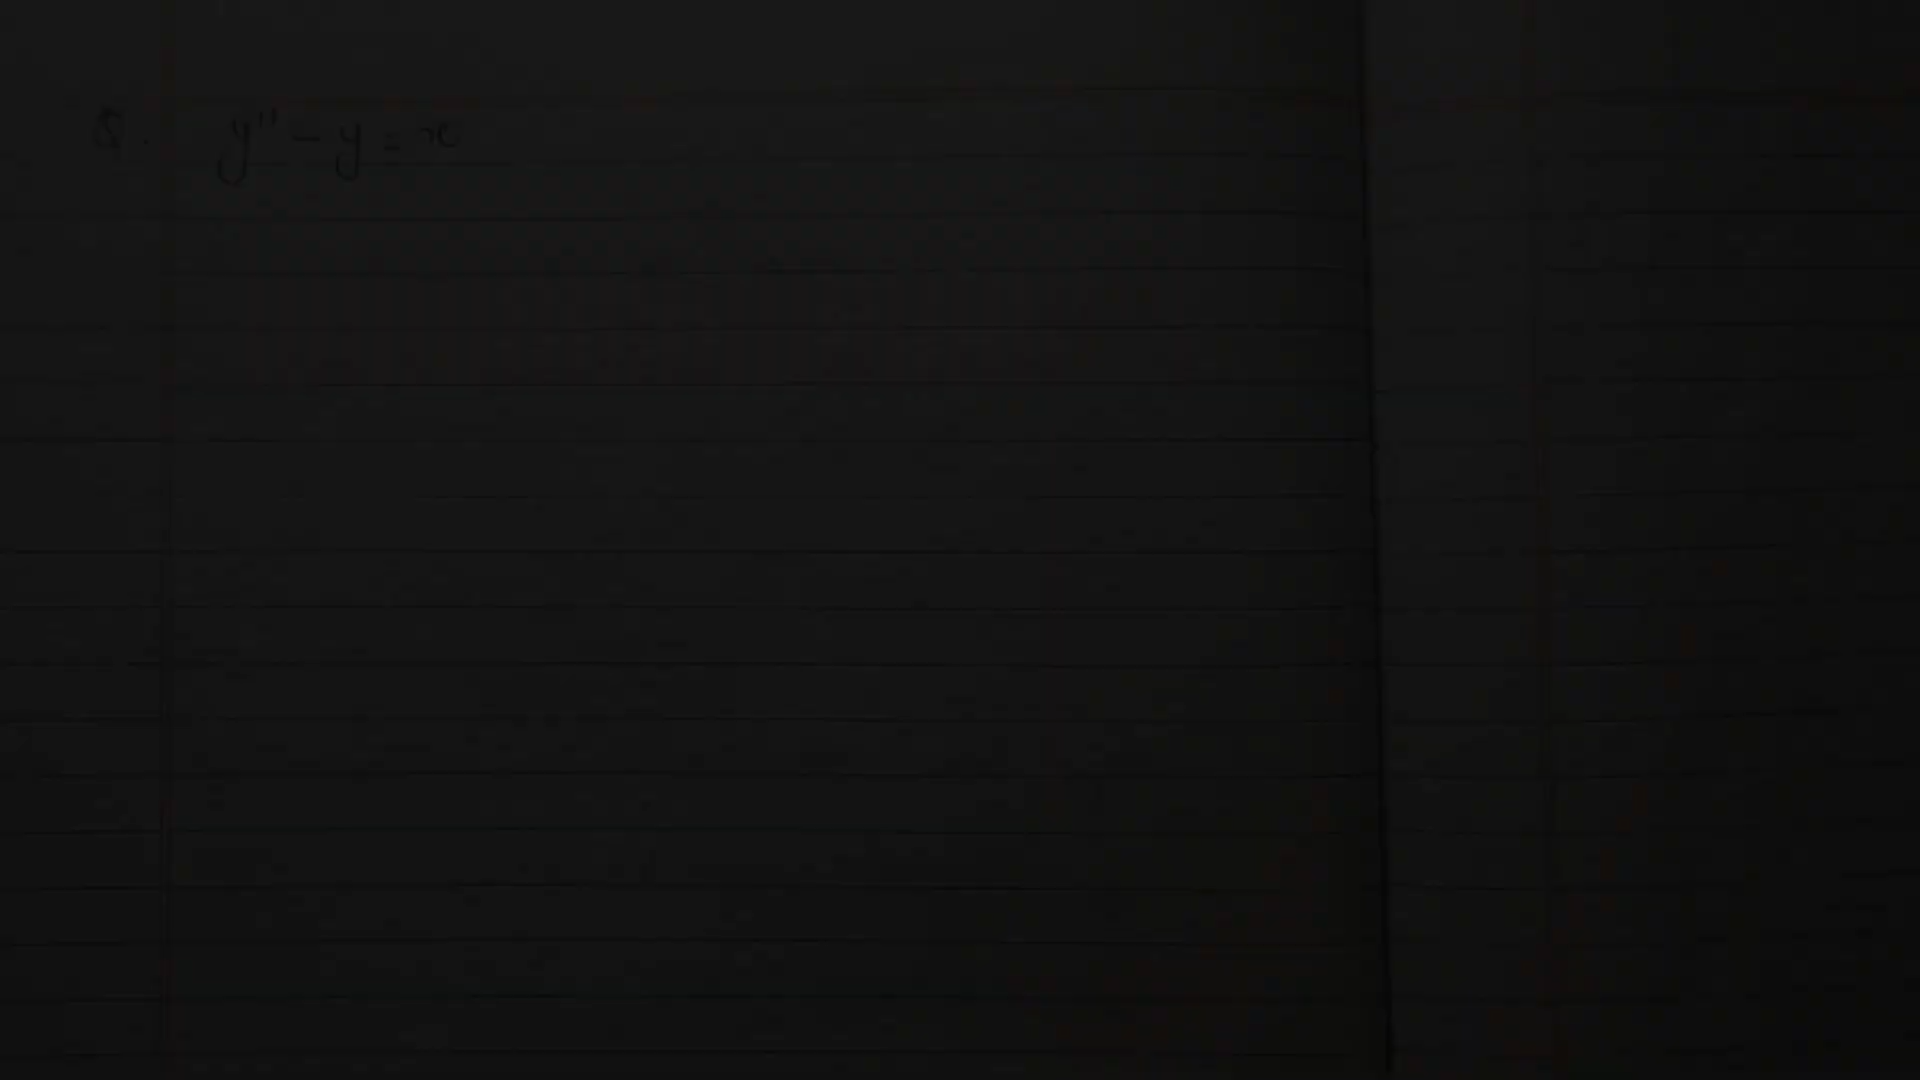 Q. y'' - y = x